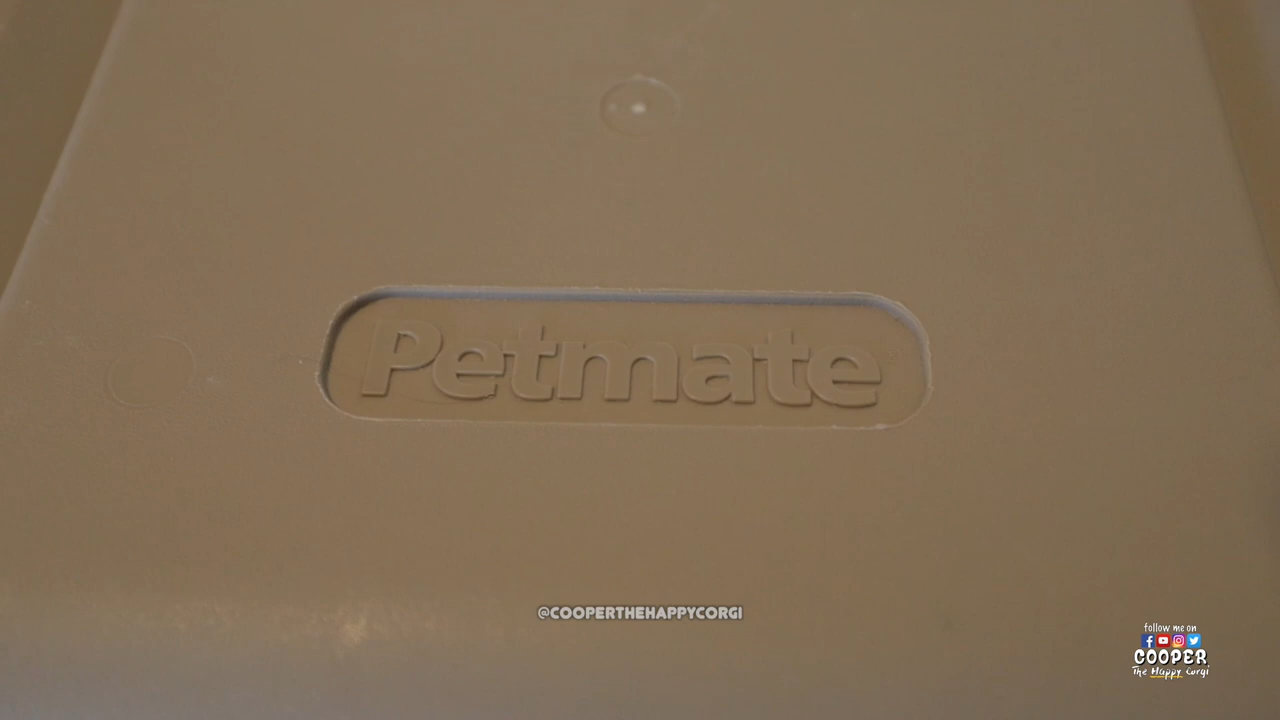 Petmate
@COOPERTHEHAPPYCORGI
follow me on
COOPER
The Happy Corgi